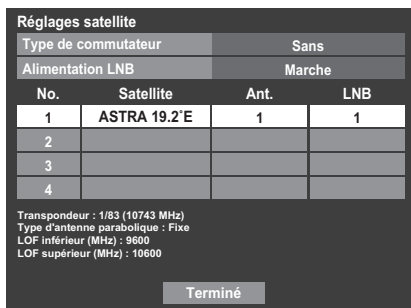 Réglages satellite
Type de commutateur Sans
Alimentation LNB Marche
No. Satellite Ant. LNB
1 ASTRA 19.2°E 1 1
2
3
4
Transpondeur : 1/83 (10743 MHz)
Type d'antenne parabolique : Fixe
LOF inférieur (MHz) : 9600
LOF supérieur (MHz) : 10600
Terminé